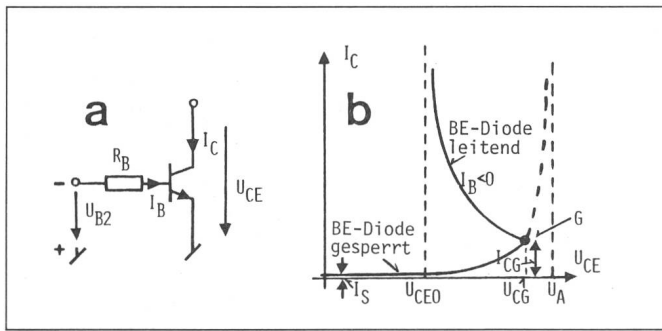 a
R_B
I_C
U_CE
I_B
U_B2
-
+
b
I_C
BE-Diode
leitend
I_B<0
G
BE-Diode
gesperrt
I_CG
U_CE
I_S
U_CEO
U_CG
U_A